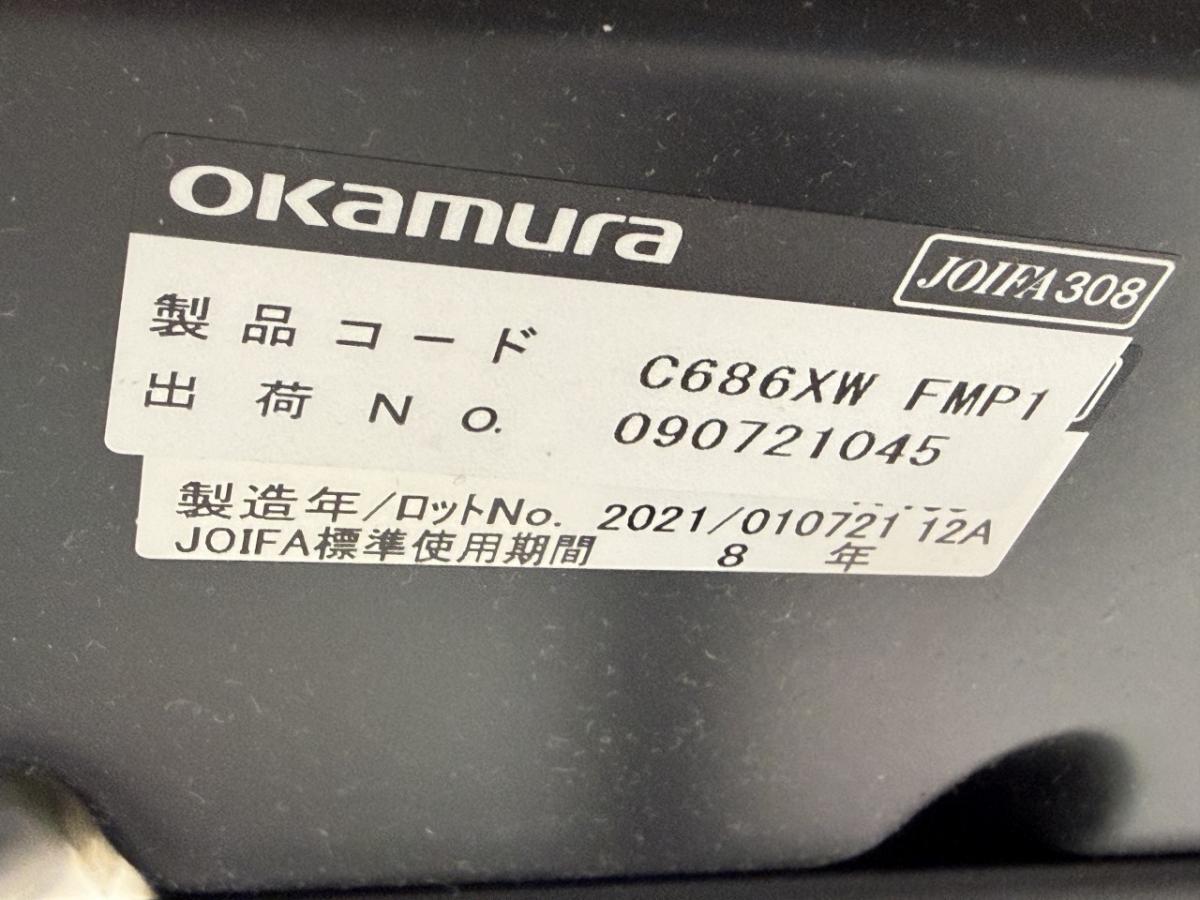 OKamura
JOIFA308
製品コード C686XW FMP1
出荷NO. 090721045
製造年/ロットNo. 2021/010721 12A
JOIFA標準使用期間 8 年